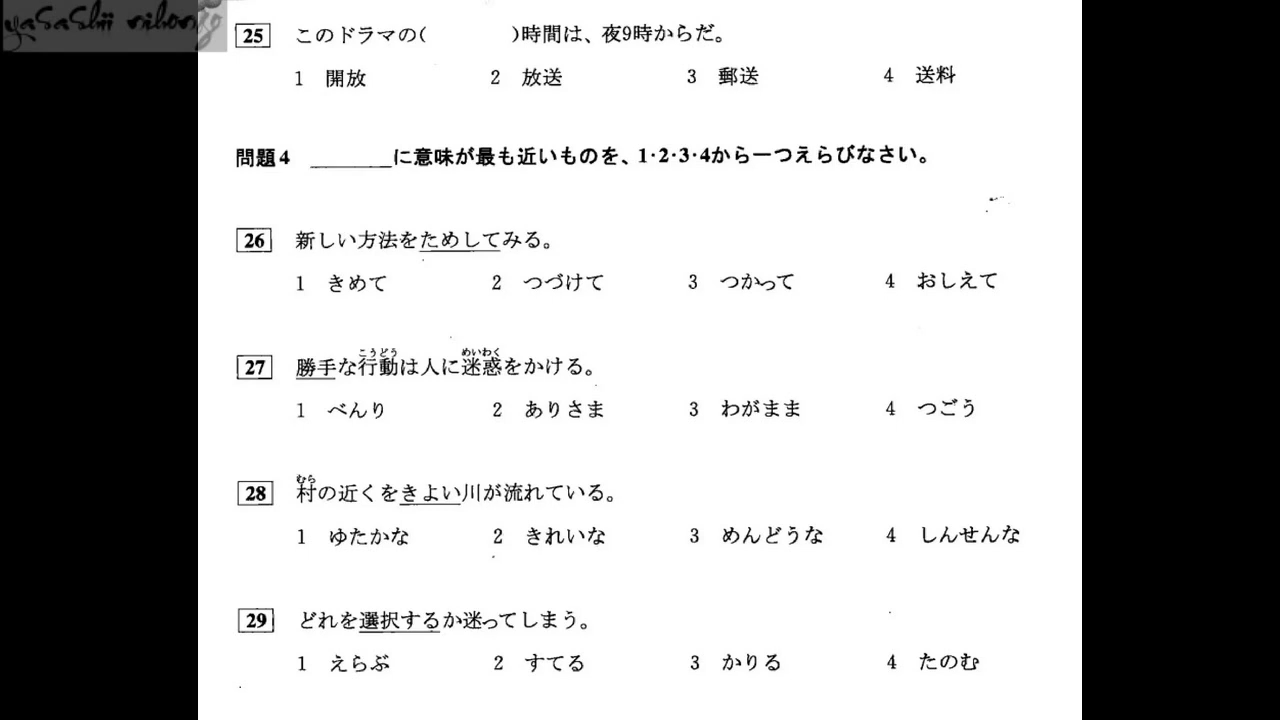 yaSaShii nihongo
25 このドラマの( )時間は、夜9時からだ。
1 開放 2 放送 3 郵送 4 送料
問題4 ＿＿＿に意味が最も近いものを、1・2・3・4から一つえらびなさい。
26 新しい方法をためしてみる。
1 きめて 2 つづけて 3 つかって 4 おしえて
こうどう めいわく
27 勝手な行動は人に迷惑をかける。
1 べんり 2 ありさま 3 わがまま 4 つごう
むら
28 村の近くをきよい川が流れている。
1 ゆたかな 2 きれいな 3 めんどうな 4 しんせんな
29 どれを選択するか迷ってしまう。
1 えらぶ 2 すてる 3 かりる 4 たのむ